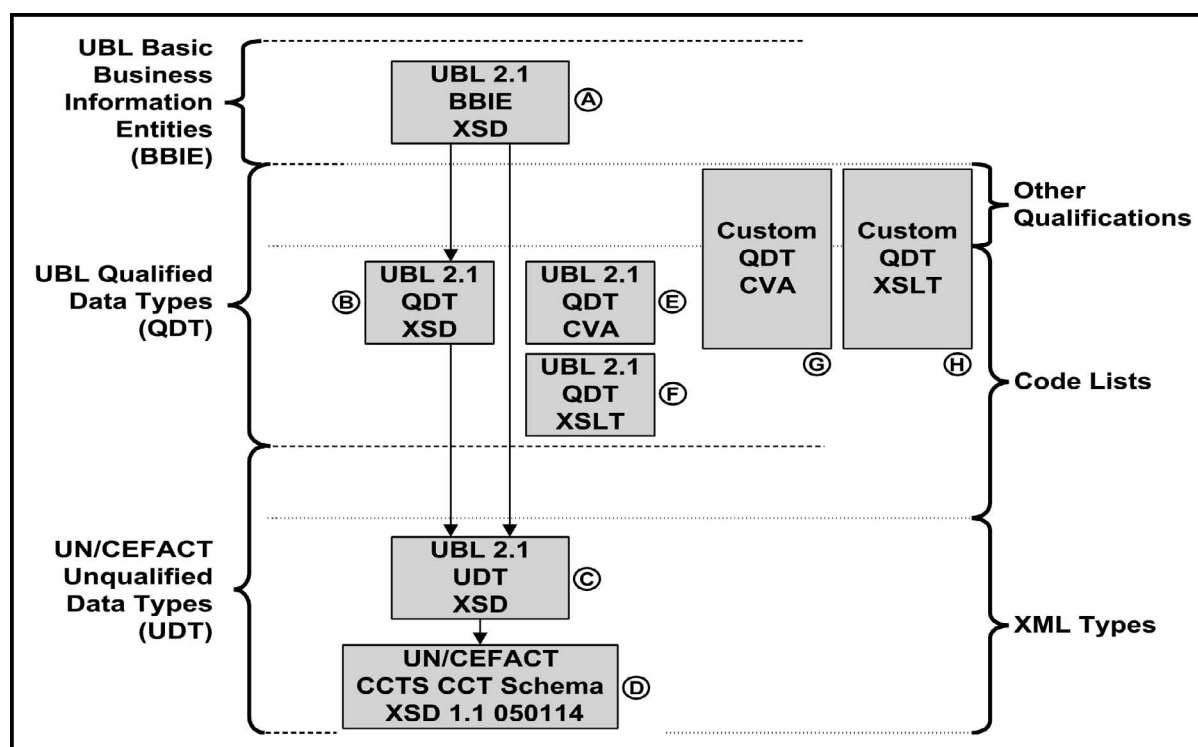 UBL Basic
Business
Information
Entities
(BBIE)
UBL 2.1
BBIE
XSD
A
Other
Qualifications
UBL Qualified
Data Types
(QDT)
B
UBL 2.1
QDT
XSD
UBL 2.1
QDT
CVA
E
UBL 2.1
QDT
XSLT
F
Custom
QDT
CVA
G
Custom
QDT
XSLT
H
Code Lists
UN/CEFACT
Unqualified
Data Types
(UDT)
UBL 2.1
UDT
XSD
C
UN/CEFACT
CCTS CCT Schema
XSD 1.1 050114
D
XML Types